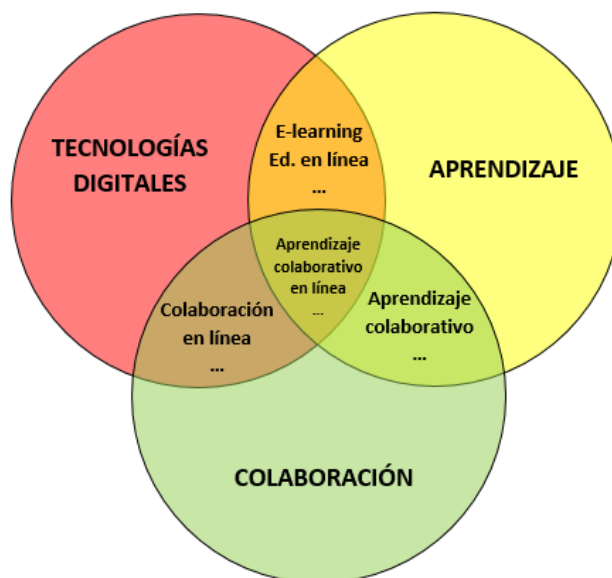 TECNOLOGÍAS
DIGITALES
E-learning
Ed. en línea
...
APRENDIZAJE
Aprendizaje
colaborativo
en línea
...
Colaboración
en línea
...
Aprendizaje
colaborativo
...
COLABORACIÓN